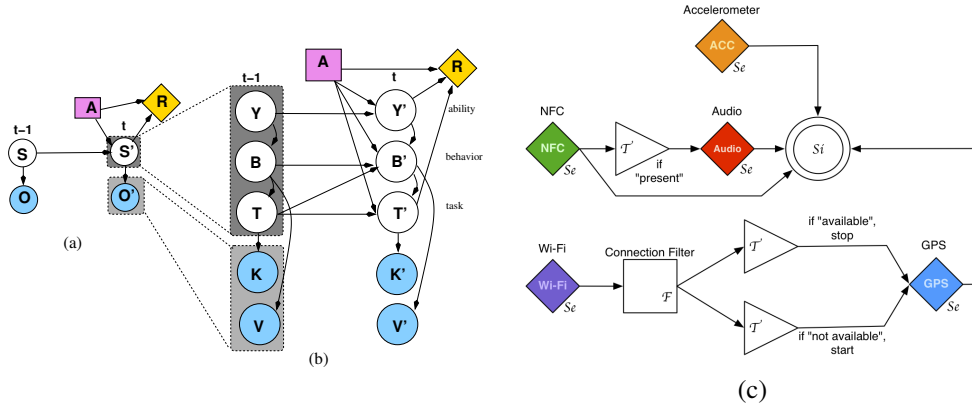 t-1
S
O
A
R
t
S'
O'
(a)
t-1
Y
B
T
K
V
A
t
R
Y'
ability
B'
behavior
T'
task
K'
V'
(b)
Accelerometer
ACC
Se
NFC
NFC
Se
T'
if
"present"
Audio
Audio
Se
Si
Wi-Fi
Wi-Fi
Se
Connection Filter
F
T'
if "available",
stop
T'
if "not available",
start
GPS
GPS
Se
(c)